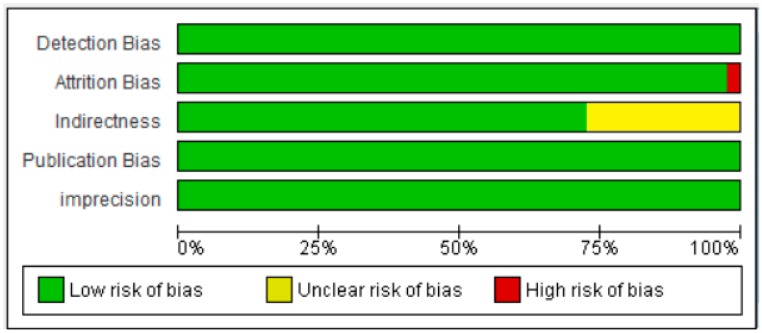 Detection Bias
Attrition Bias
Indirectness
Publication Bias
imprecision
0% 25% 50% 75% 100%
Low risk of bias Unclear risk of bias High risk of bias